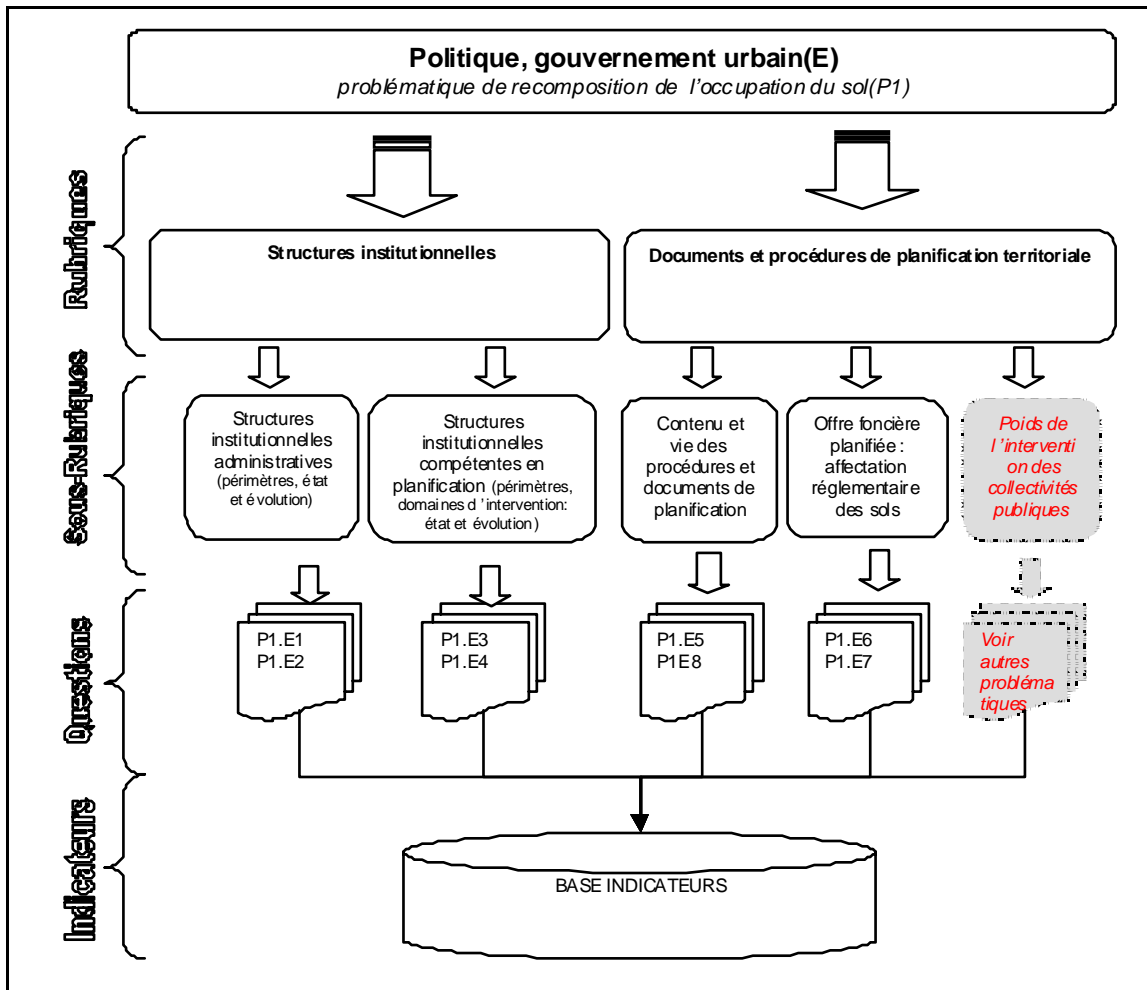 Politique, gouvernement urbain(E)
problématique de recomposition de l'occupation du sol(P1)
Rubriques
Structures institutionnelles
Documents et procédures de planification territoriale
Sous-Rubriques
Structures
institutionnelles
administratives
(périmètres, état
et évolution)
Structures
institutionnelles
compétentes en
planification (périmètres,
domaines d'intervention:
état et évolution)
Contenu et
vie des
procédures et
documents de
planification
Offre foncière
planifiée :
affectation
réglementaire
des sols
Poids de
l'interventi
on des
collectivités
publiques
Questions
P1.E1
P1.E2
P1.E3
P1.E4
P1.E5
P1E8
P1.E6
P1.E7
Voir
autres
probléma
tiques
Indicateurs
BASE INDICATEURS